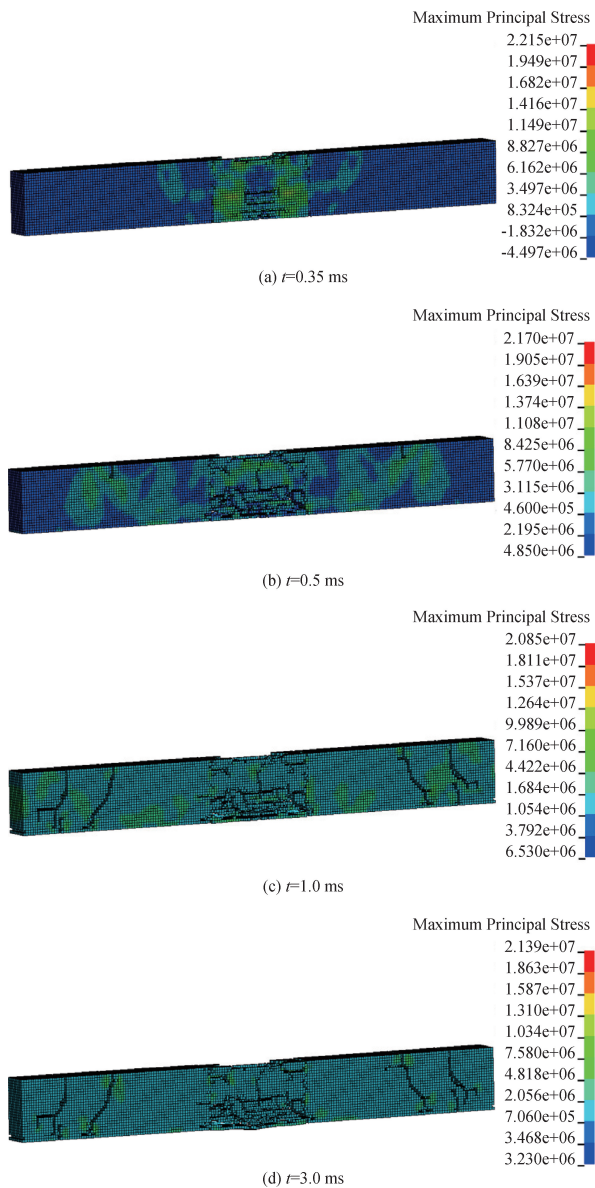 Maximum Principal Stress
2.215e+07
1.949e+07
1.682e+07
1.416e+07
1.149e+07
8.827e+06
6.162e+06
3.497e+06
8.324e+05
-1.832e+06
-4.497e+06
(a) t=0.35 ms
Maximum Principal Stress
2.170e+07
1.905e+07
1.639e+07
1.374e+07
1.108e+07
8.425e+06
5.770e+06
3.115e+06
4.600e+05
2.195e+06
4.850e+06
(b) t=0.5 ms
Maximum Principal Stress
2.085e+07
1.811e+07
1.537e+07
1.264e+07
9.989e+06
7.160e+06
4.422e+06
1.684e+06
1.054e+06
3.792e+06
6.530e+06
(c) t=1.0 ms
Maximum Principal Stress
2.139e+07
1.863e+07
1.587e+07
1.310e+07
1.034e+07
7.580e+06
4.818e+06
2.056e+06
7.060e+05
3.468e+06
3.230e+06
(d) t=3.0 ms